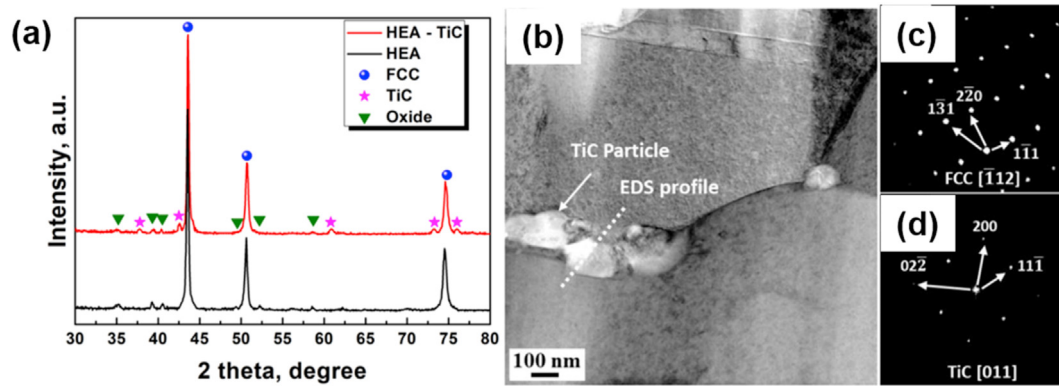 (a)
HEA - TiC
HEA
FCC
TiC
Oxide
Intensity, a.u.
30 35 40 45 50 55 60 65 70 75 80
2 theta, degree
(b)
TiC Particle
EDS profile
100 nm
(c)
22̄0
13̄1
11̄1
FCC [1̄12]
(d)
200
022̄
111̄
TiC [011]